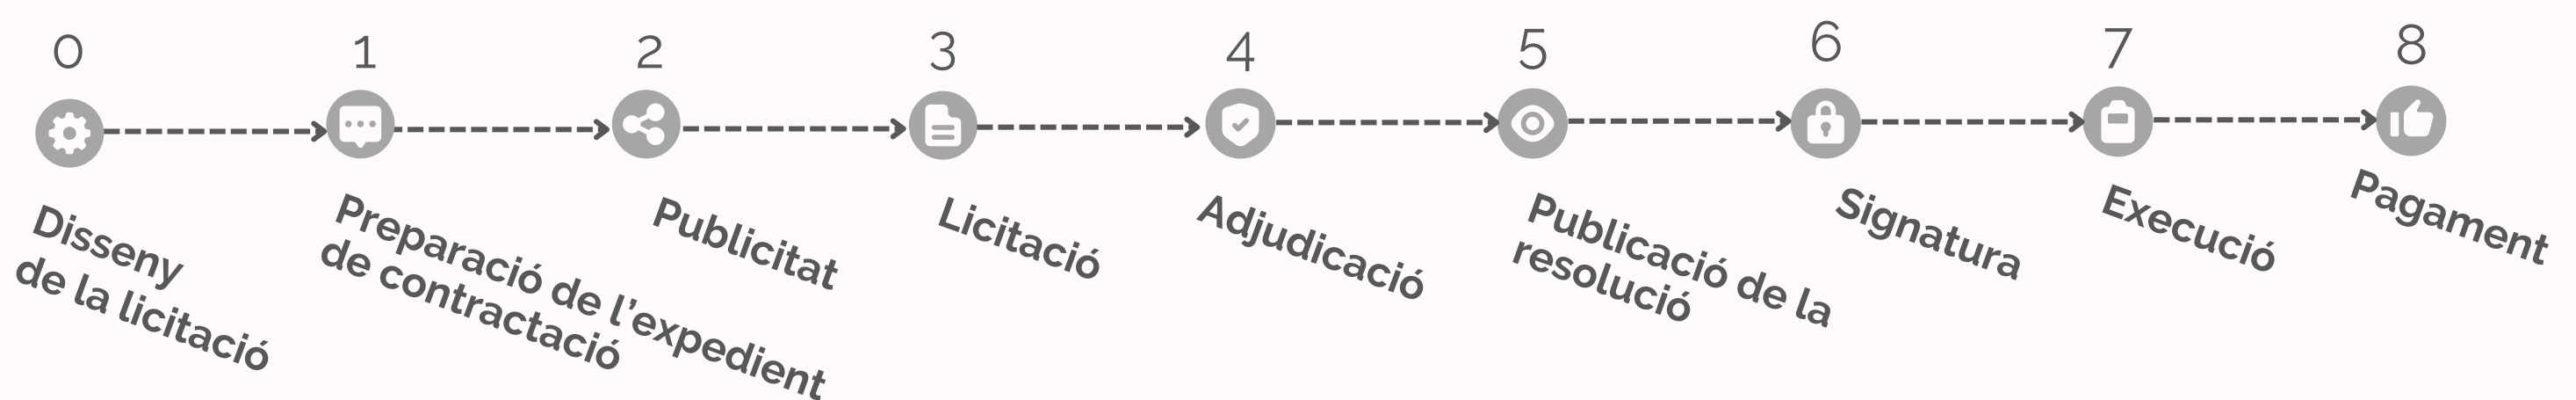 0
1
2
3
4
5
6
7
8
Disseny
de la licitació
Preparació de l’expedient
de contractació
Publicitat
Licitació
Adjudicació
Publicació de la
resolució
Signatura
Execució
Pagament